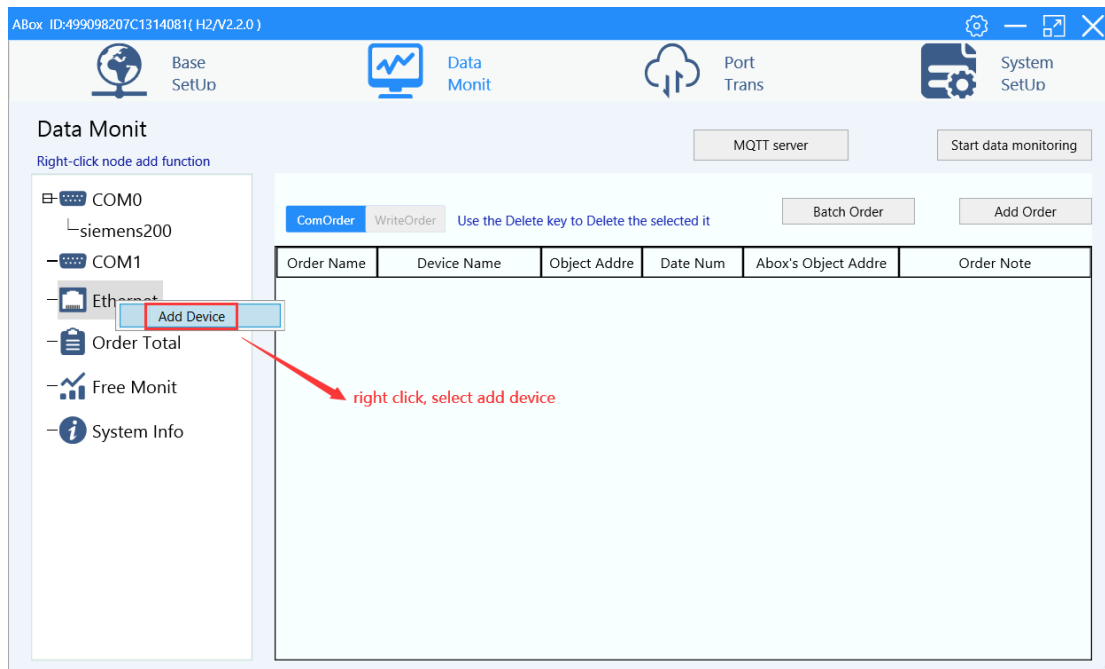 ABox ID:499098207C1314081( H2/V2.2.0 )
Base
SetUp
Data
Monit
Port
Trans
System
SetUp
Data Monit
MQTT server
Start data monitoring
Right-click node add function
COM0
siemens200
COM1
Ethernet
Add Device
Order Total
Free Monit
System Info
ComOrder
WriteOrder
Use the Delete key to Delete the selected it
Batch Order
Add Order
Order Name
Device Name
Object Addre
Date Num
Abox's Object Addre
Order Note
right click, select add device